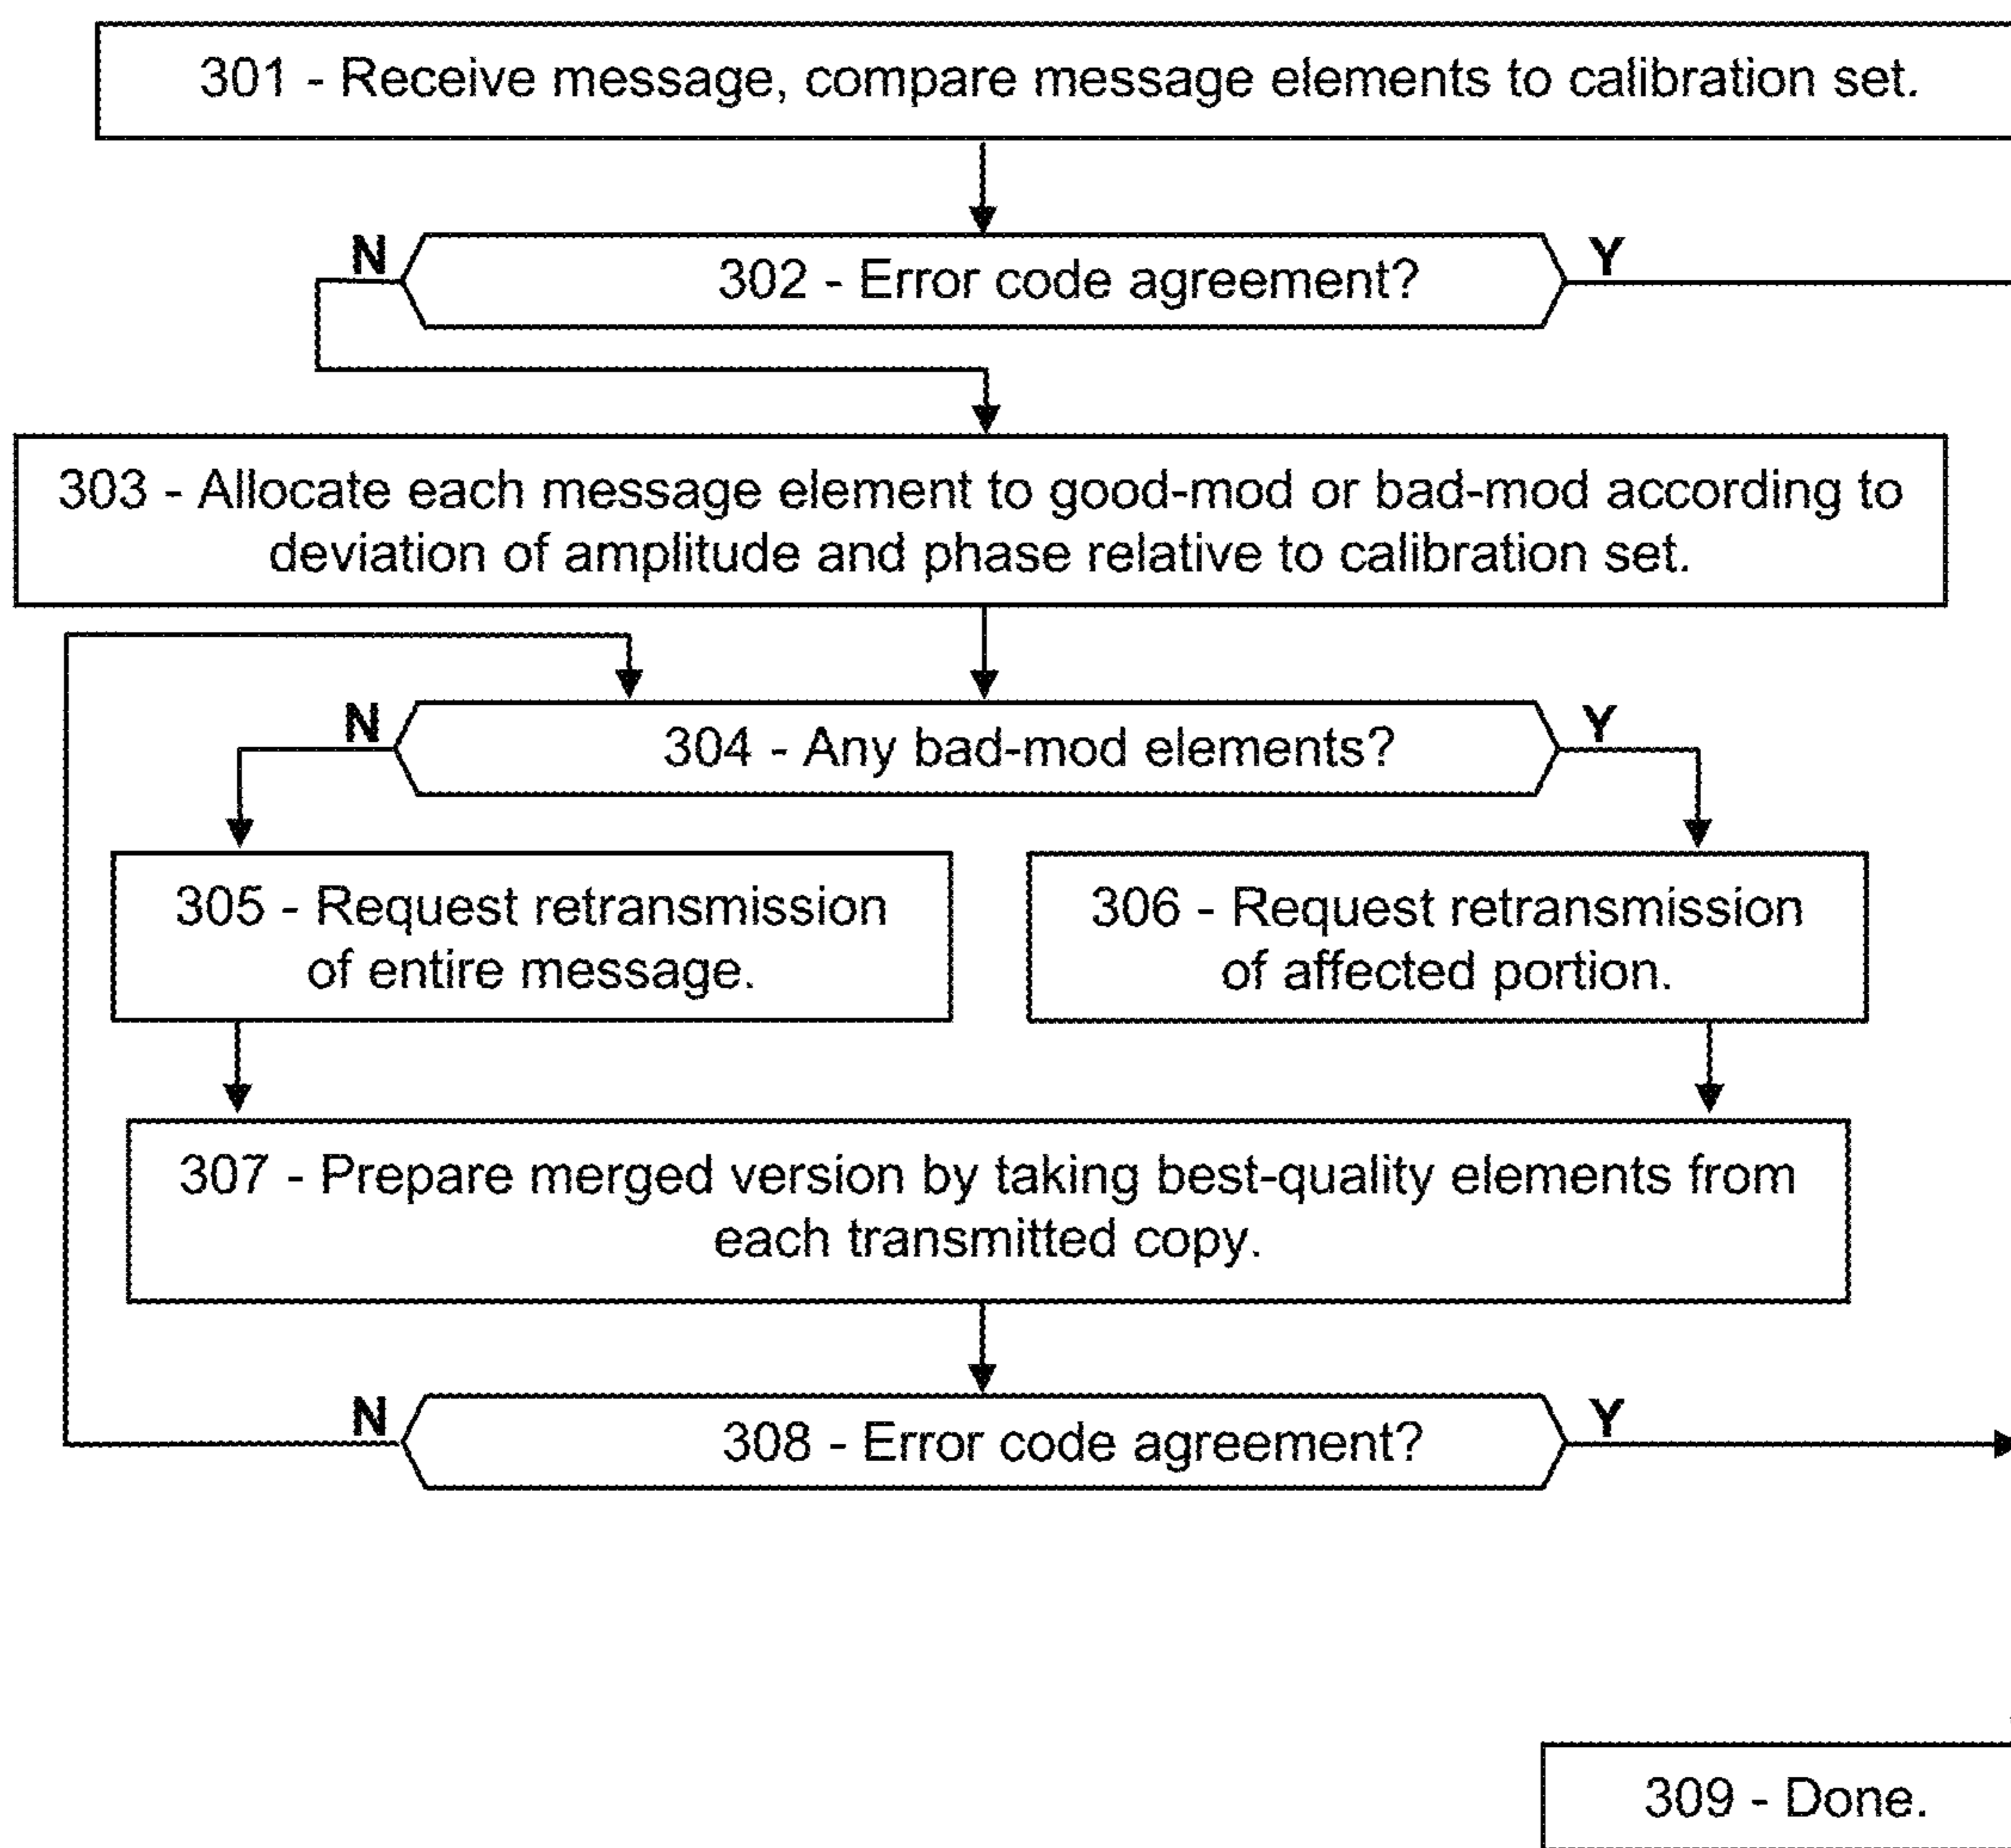 301 - Receive message, compare message elements to calibration set.
N
302 - Error code agreement?
Y
303 - Allocate each message element to good-mod or bad-mod according to
deviation of amplitude and phase relative to calibration set.
N
304 - Any bad-mod elements?
Y
305 - Request retransmission
of entire message.
306 - Request retransmission
of affected portion.
307 - Prepare merged version by taking best-quality elements from
each transmitted copy.
N
308 - Error code agreement?
Y
309 - Done.